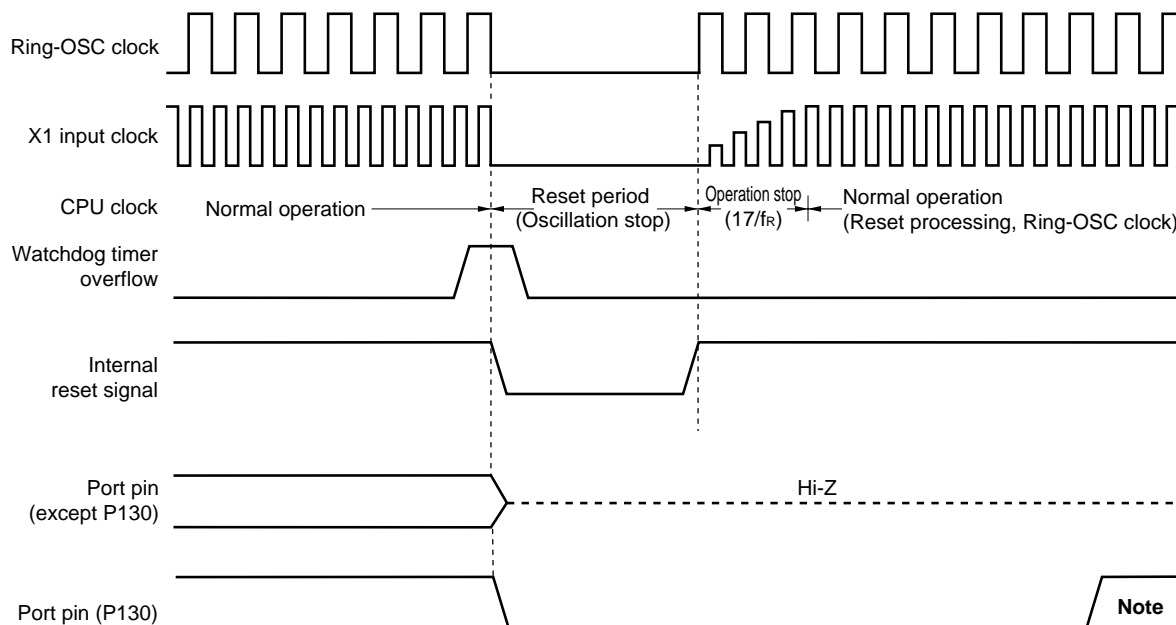 Ring-OSC clock
X1 input clock
CPU clock
Normal operation
Reset period
(Oscillation stop)
Operation stop
(17/fR)
Normal operation
(Reset processing, Ring-OSC clock)
Watchdog timer
overflow
Internal
reset signal
Port pin
(except P130)
Hi-Z
Port pin (P130)
Note